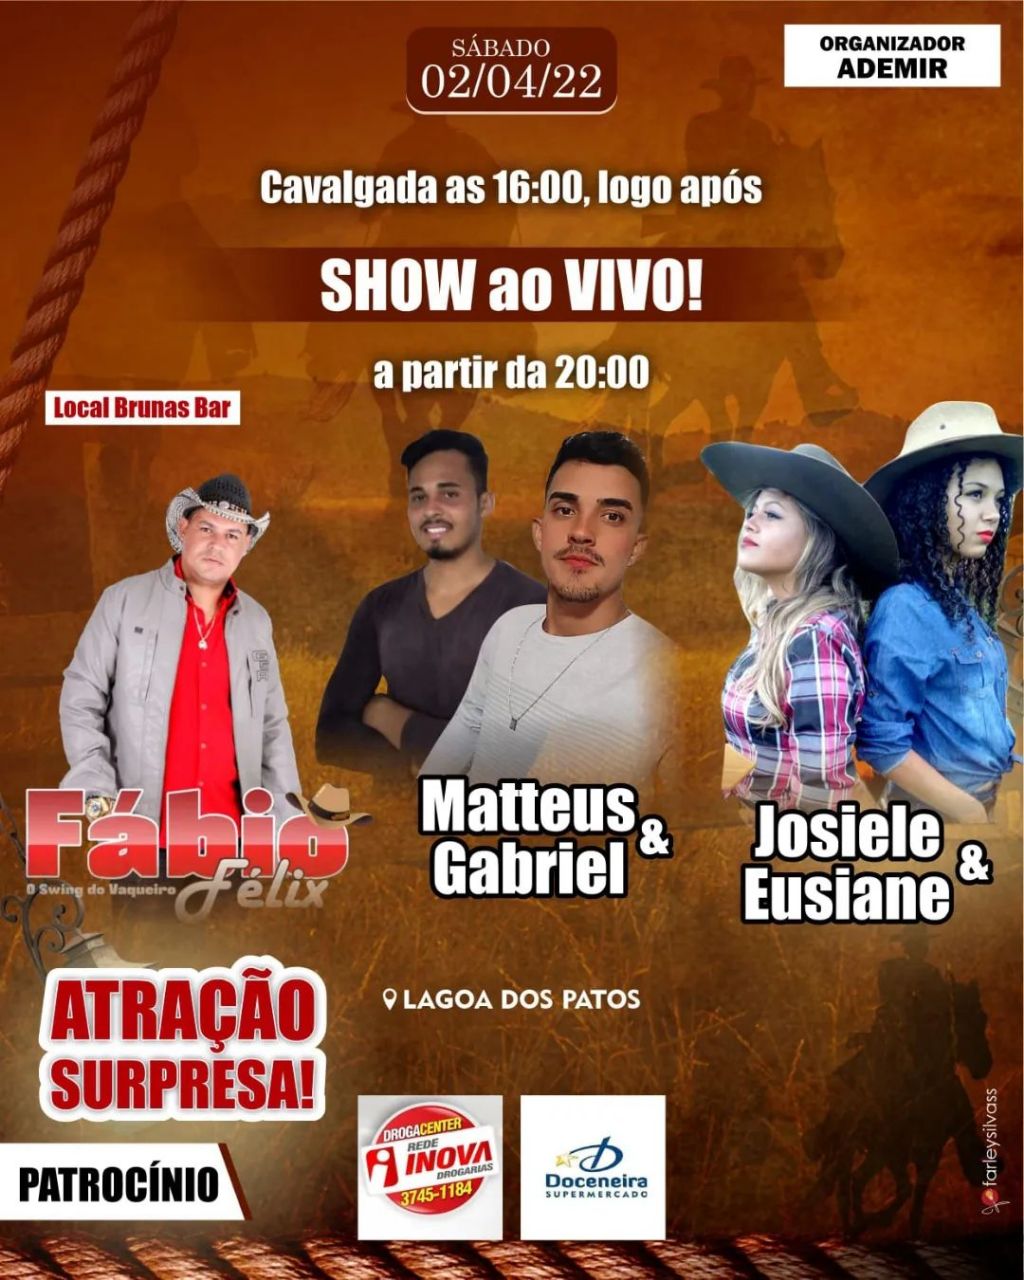 SÁBADO
02/04/22
ORGANIZADOR
ADEMIR
Cavalgada as 16:00, logo após
SHOW ao VIVO!
a partir da 20:00
Local Brunas Bar
Fábio
Félix
O Swing do Vaqueiro
Matteus &
Gabriel
Josiele &
Eusiane
ATRAÇÃO
SURPRESA!
LAGOA DOS PATOS
PATROCÍNIO
DROGACENTER
REDE
INOVA
DROGARIAS
3745-1184
Doceneira
SUPERMERCADO
farleysilvass